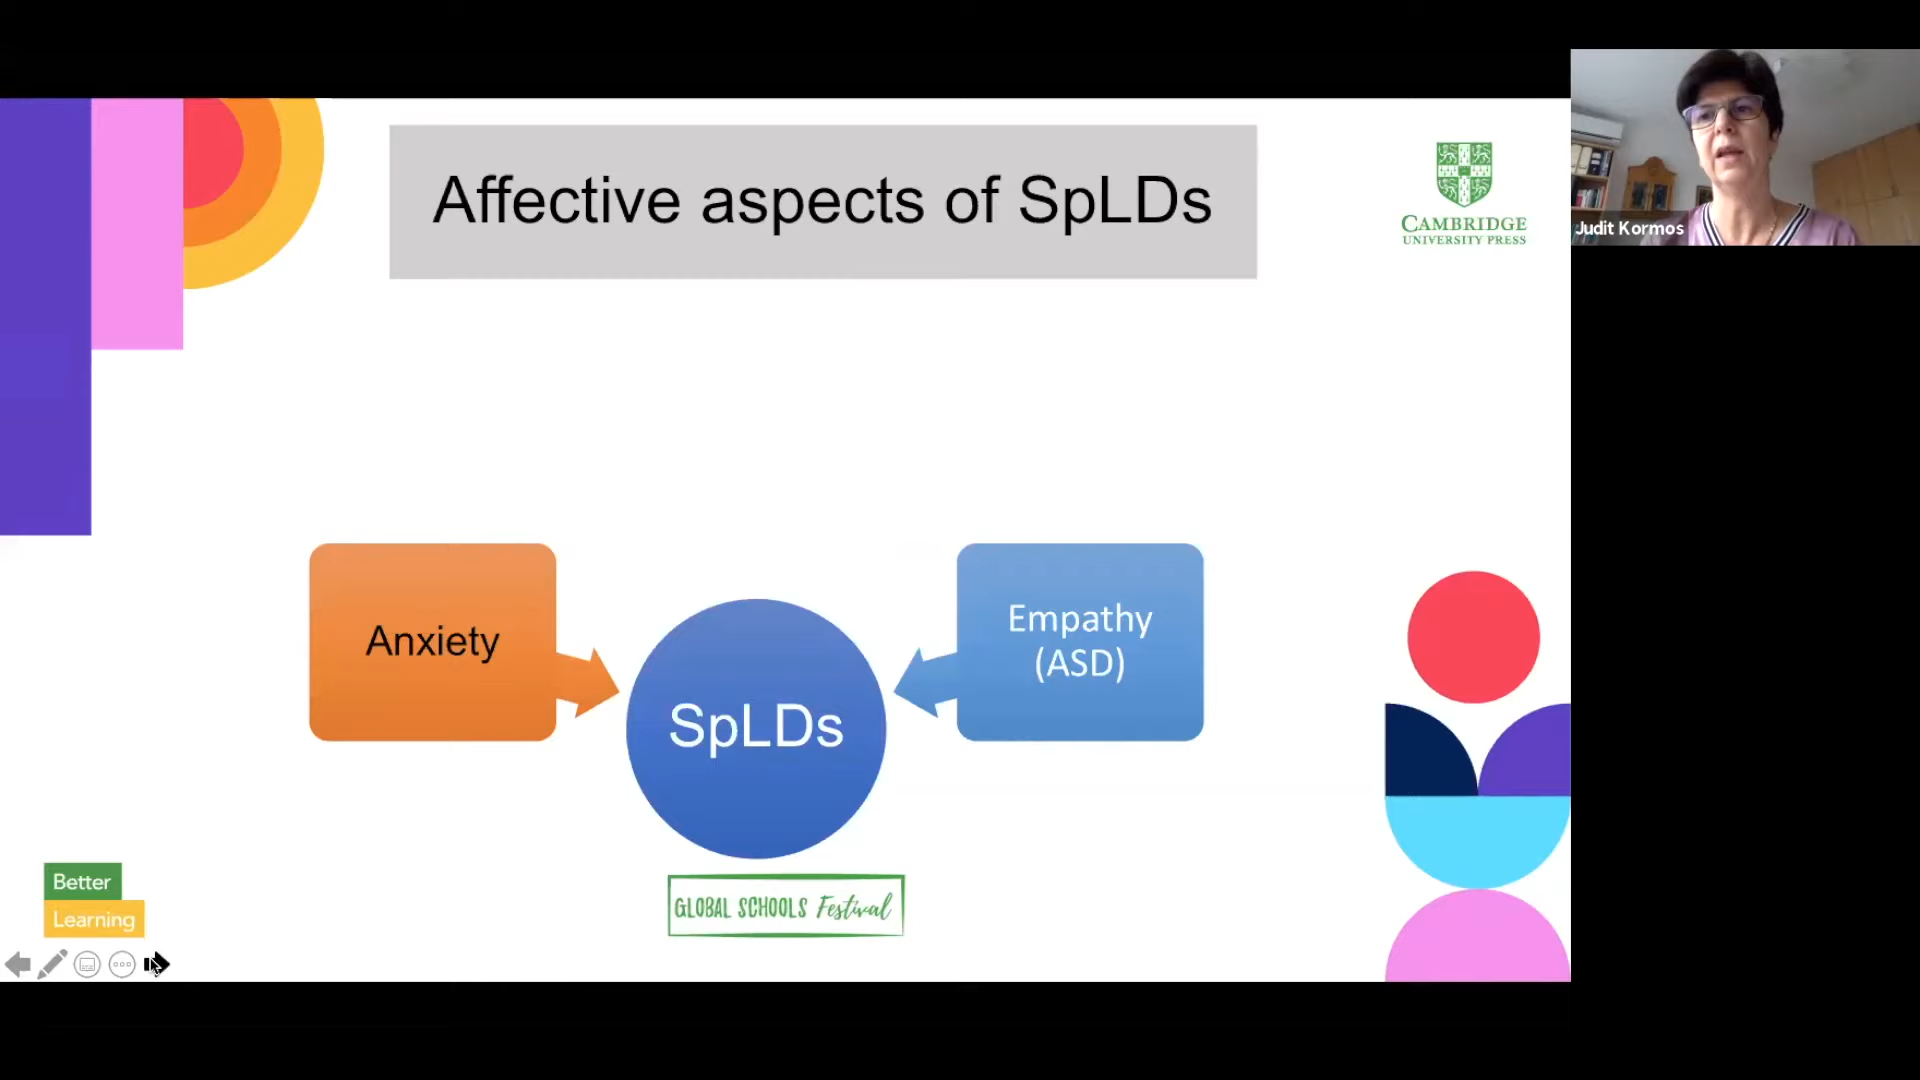 Affective aspects of SpLDs
CAMBRIDGE
UNIVERSITY PRESS
Judit Kormos
Anxiety
Empathy
(ASD)
SpLDs
Better
Learning
GLOBAL SCHOOLS Festival